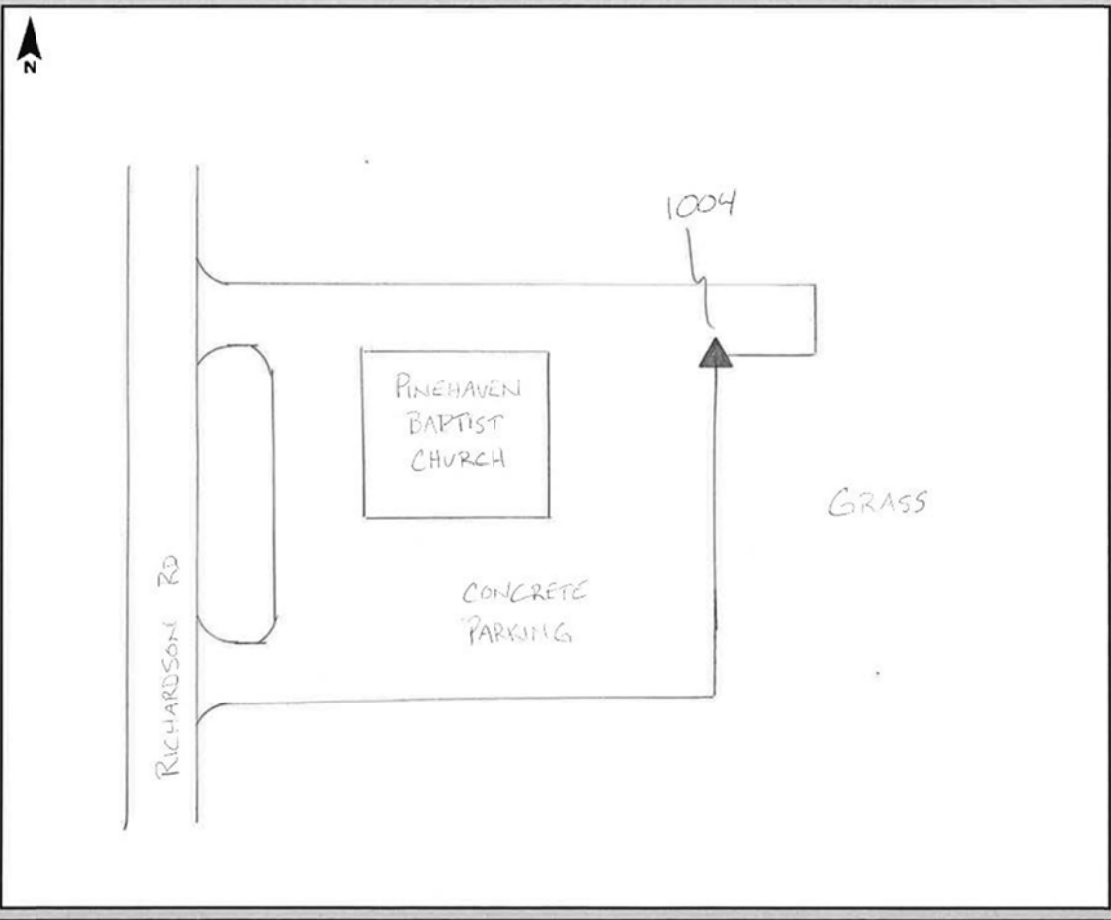 N
1004
PINEHAVEN
BAPTIST
CHURCH
GRASS
CONCRETE
PARKING
RICHARDSON RD